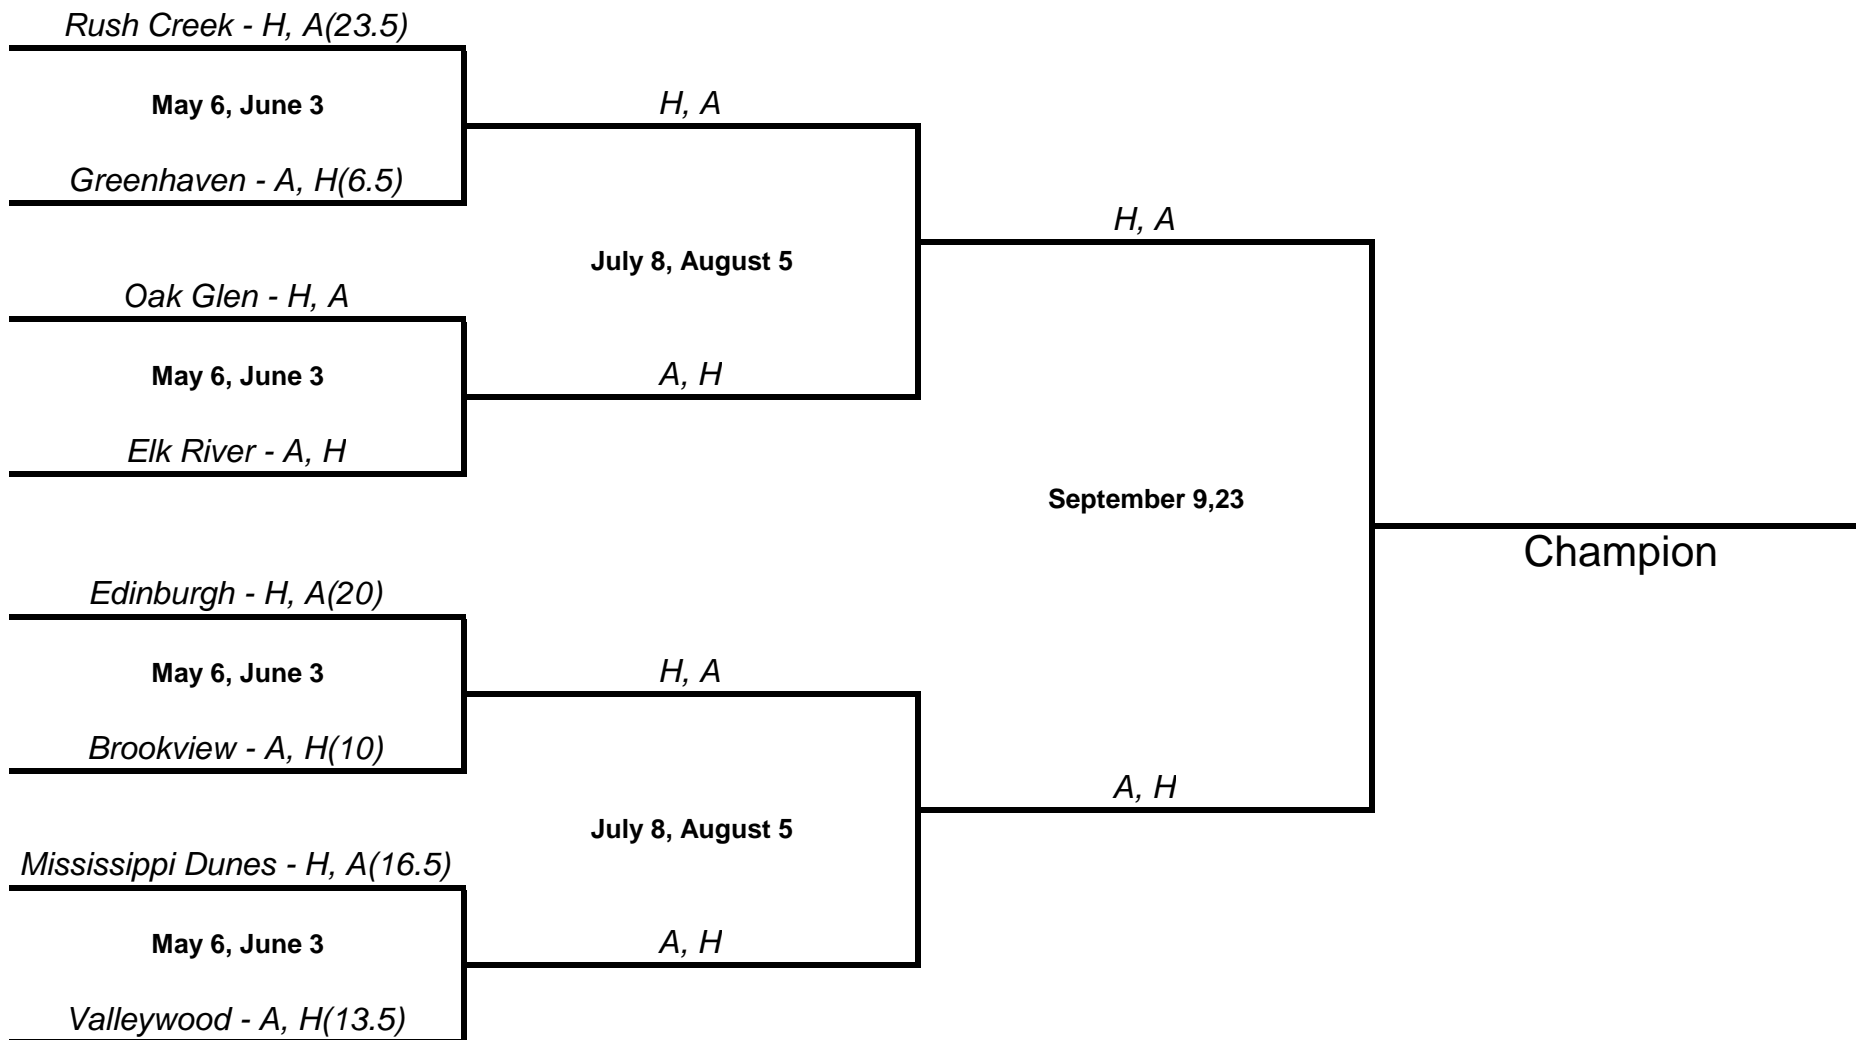 Rush Creek - H, A(23.5)
May 6, June 3
H, A
Greenhaven - A, H(6.5)
H, A
July 8, August 5
Oak Glen - H, A
May 6, June 3
A, H
Elk River - A, H
September 9,23
Champion
Edinburgh - H, A(20)
May 6, June 3
H, A
Brookview - A, H(10)
A, H
July 8, August 5
Mississippi Dunes - H, A(16.5)
May 6, June 3
A, H
Valleywood - A, H(13.5)